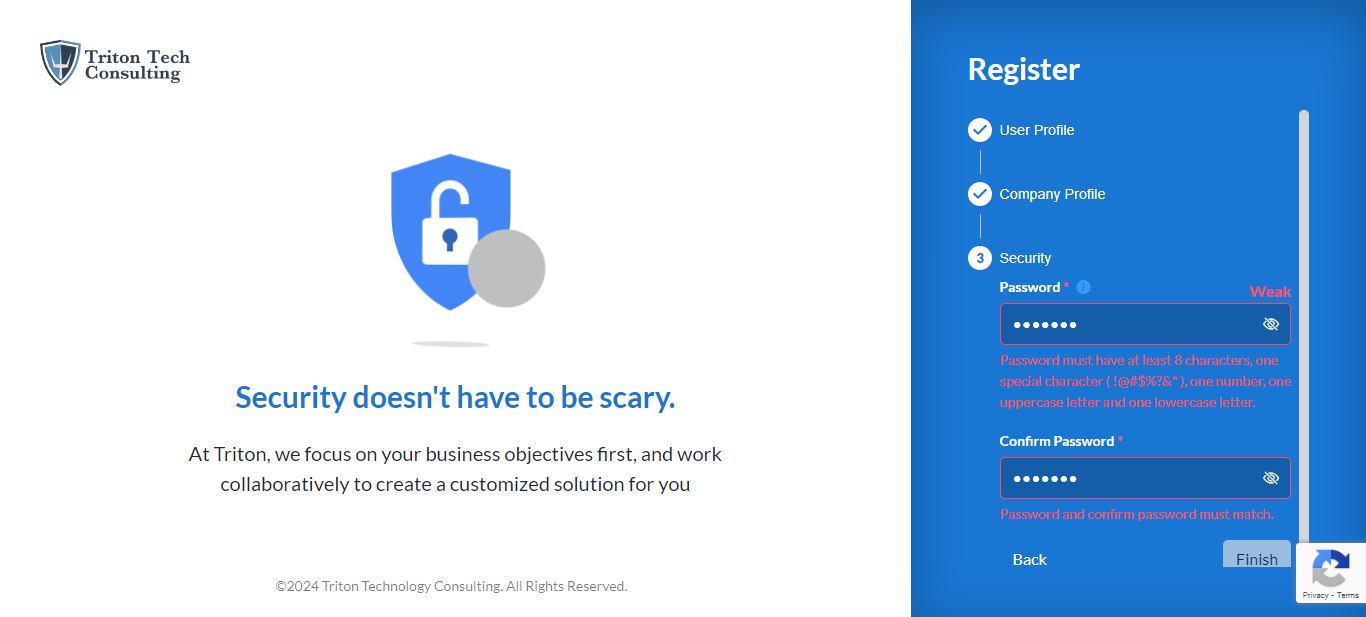 Triton Tech
Consulting
Security doesn't have to be scary.
At Triton, we focus on your business objectives first, and work
collaboratively to create a customized solution for you
©2024 Triton Technology Consulting. All Rights Reserved.
Register
User Profile
Company Profile
3 Security
Password * i
Weak
•••••••
Password must have at least 8 characters, one
special character ( !@#$%?&* ), one number, one
uppercase letter and one lowercase letter.
Confirm Password *
•••••••
Password and confirm password must match.
Back
Finish
Privacy - Terms